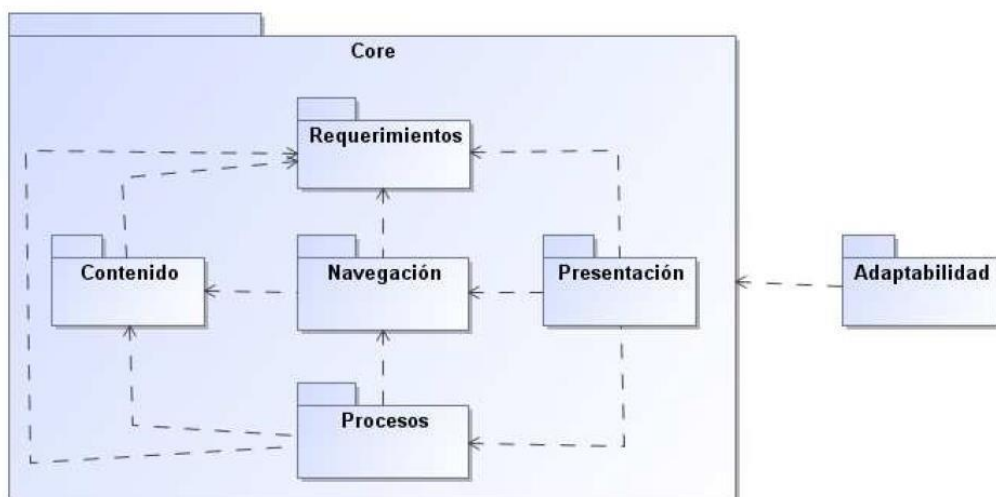 Core
Requerimientos
Contenido
Navegación
Presentación
Adaptabilidad
Procesos